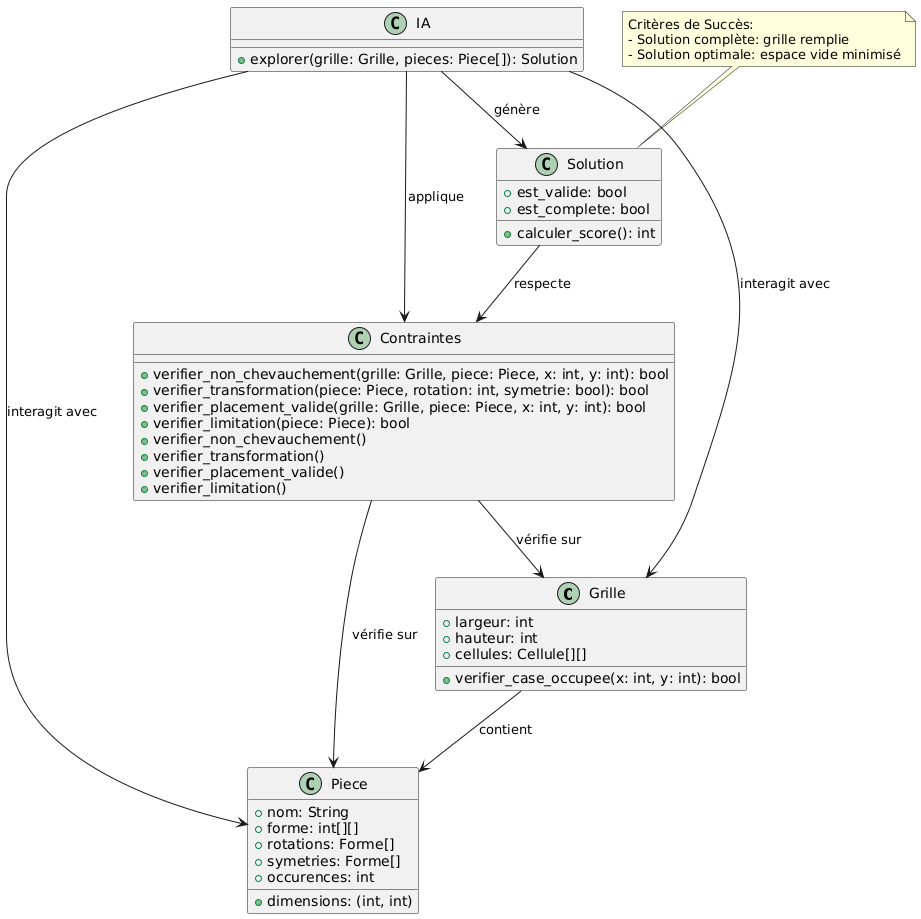 C IA
+ explorer(grille: Grille, pieces: Piece[]): Solution
Critères de Succès:
- Solution complète: grille remplie
- Solution optimale: espace vide minimisé
génère
C Solution
est_valide: bool
est_complete: bool
calculer_score(): int
applique
respecte
interagit avec
C Contraintes
verifier_non_chevauchement(grille: Grille, piece: Piece, x: int, y: int): bool
verifier_transformation(piece: Piece, rotation: int, symetrie: bool): bool
verifier_placement_valide(grille: Grille, piece: Piece, x: int, y: int): bool
verifier_limitation(piece: Piece): bool
verifier_non_chevauchement()
verifier_transformation()
verifier_placement_valide()
verifier_limitation()
interagit avec
vérifie sur
C Grille
largeur: int
hauteur: int
cellules: Cellule[][]
verifier_case_occupee(x: int, y: int): bool
vérifie sur
contient
C Piece
nom: String
forme: int[][]
rotations: Forme[]
symetries: Forme[]
occurences: int
dimensions: (int, int)